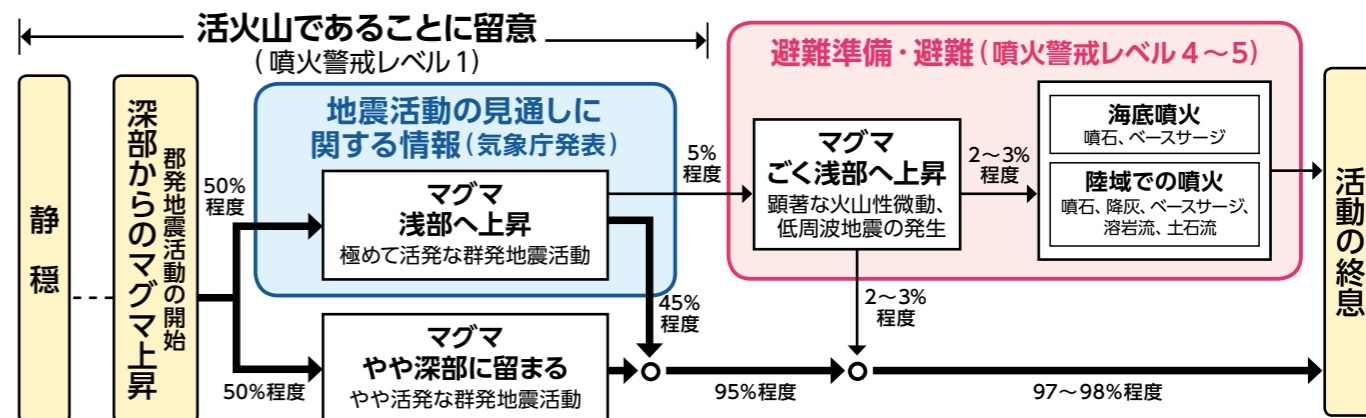 活火山であることに留意
(噴火警戒レベル1)
静穏
深部からのマグマ上昇
郡発地震活動の開始
50%
程度
50%程度
地震活動の見通しに
関する情報(気象庁発表)
マグマ
浅部へ上昇
極めて活発な群発地震活動
マグマ
やや深部に留まる
やや活発な群発地震活動
5%
程度
45%
程度
95%程度
避難準備・避難(噴火警戒レベル4~5)
マグマ
ごく浅部へ上昇
顕著な火山性微動、
低周波地震の発生
2~3%
程度
2~3%
程度
海底噴火
噴石、ベースサージ
陸域での噴火
噴石、降灰、ベースサージ、
溶岩流、土石流
97~98%程度
活動の終息